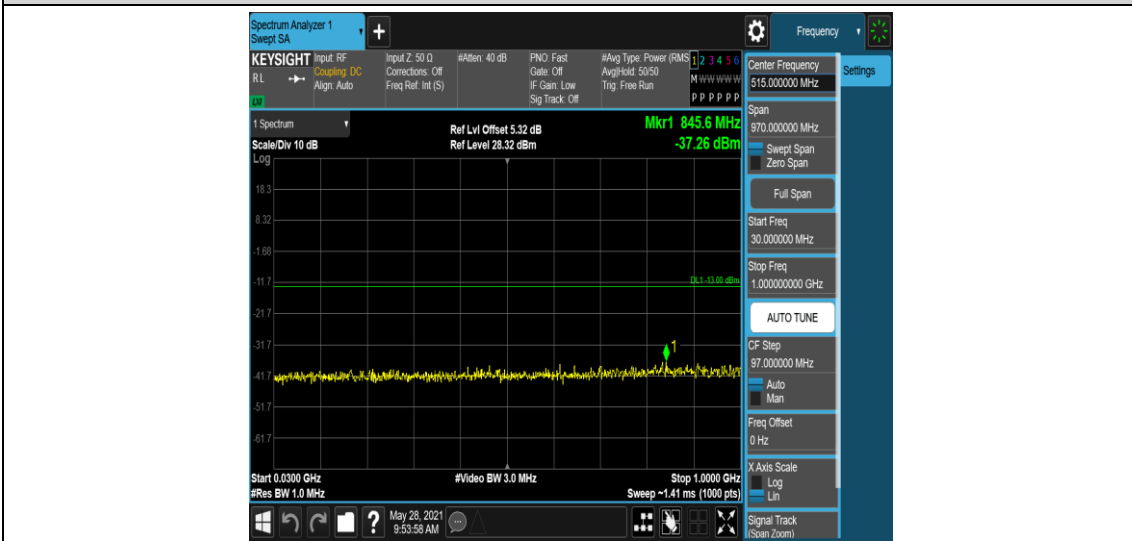 Spectrum Analyzer 1
Swept SA
+
Frequency
KEYSIGHT
RL
LXI
Input: RF
Coupling: DC
Align: Auto
Input Z: 50 Ω
Corrections: Off
Freq Ref: Int (S)
#Atten: 40 dB
PNO: Fast
Gate: Off
IF Gain: Low
Sig Track: Off
#Avg Type: Power (RMS
Avg|Hold: 50/50
Trig: Free Run
1 2 3 4 5 6
M W W W W W
P P P P P P
1 Spectrum
Scale/Div 10 dB
Log
Ref Lvl Offset 5.32 dB
Ref Level 28.32 dBm
Mkr1 845.6 MHz
-37.26 dBm
18.3
8.32
-1.68
-11.7
DL1 -13.00 dBm
-21.7
-31.7
1
-41.7
-51.7
-61.7
Start 0.0300 GHz
#Res BW 1.0 MHz
#Video BW 3.0 MHz
Stop 1.0000 GHz
Sweep ~1.41 ms (1000 pts)
?
May 28, 2021
9:53:58 AM
Center Frequency
515.000000 MHz
Settings
Span
970.000000 MHz
Swept Span
Zero Span
Full Span
Start Freq
30.000000 MHz
Stop Freq
1.000000000 GHz
AUTO TUNE
CF Step
97.000000 MHz
Auto
Man
Freq Offset
0 Hz
X Axis Scale
Log
Lin
Signal Track
(Span Zoom)